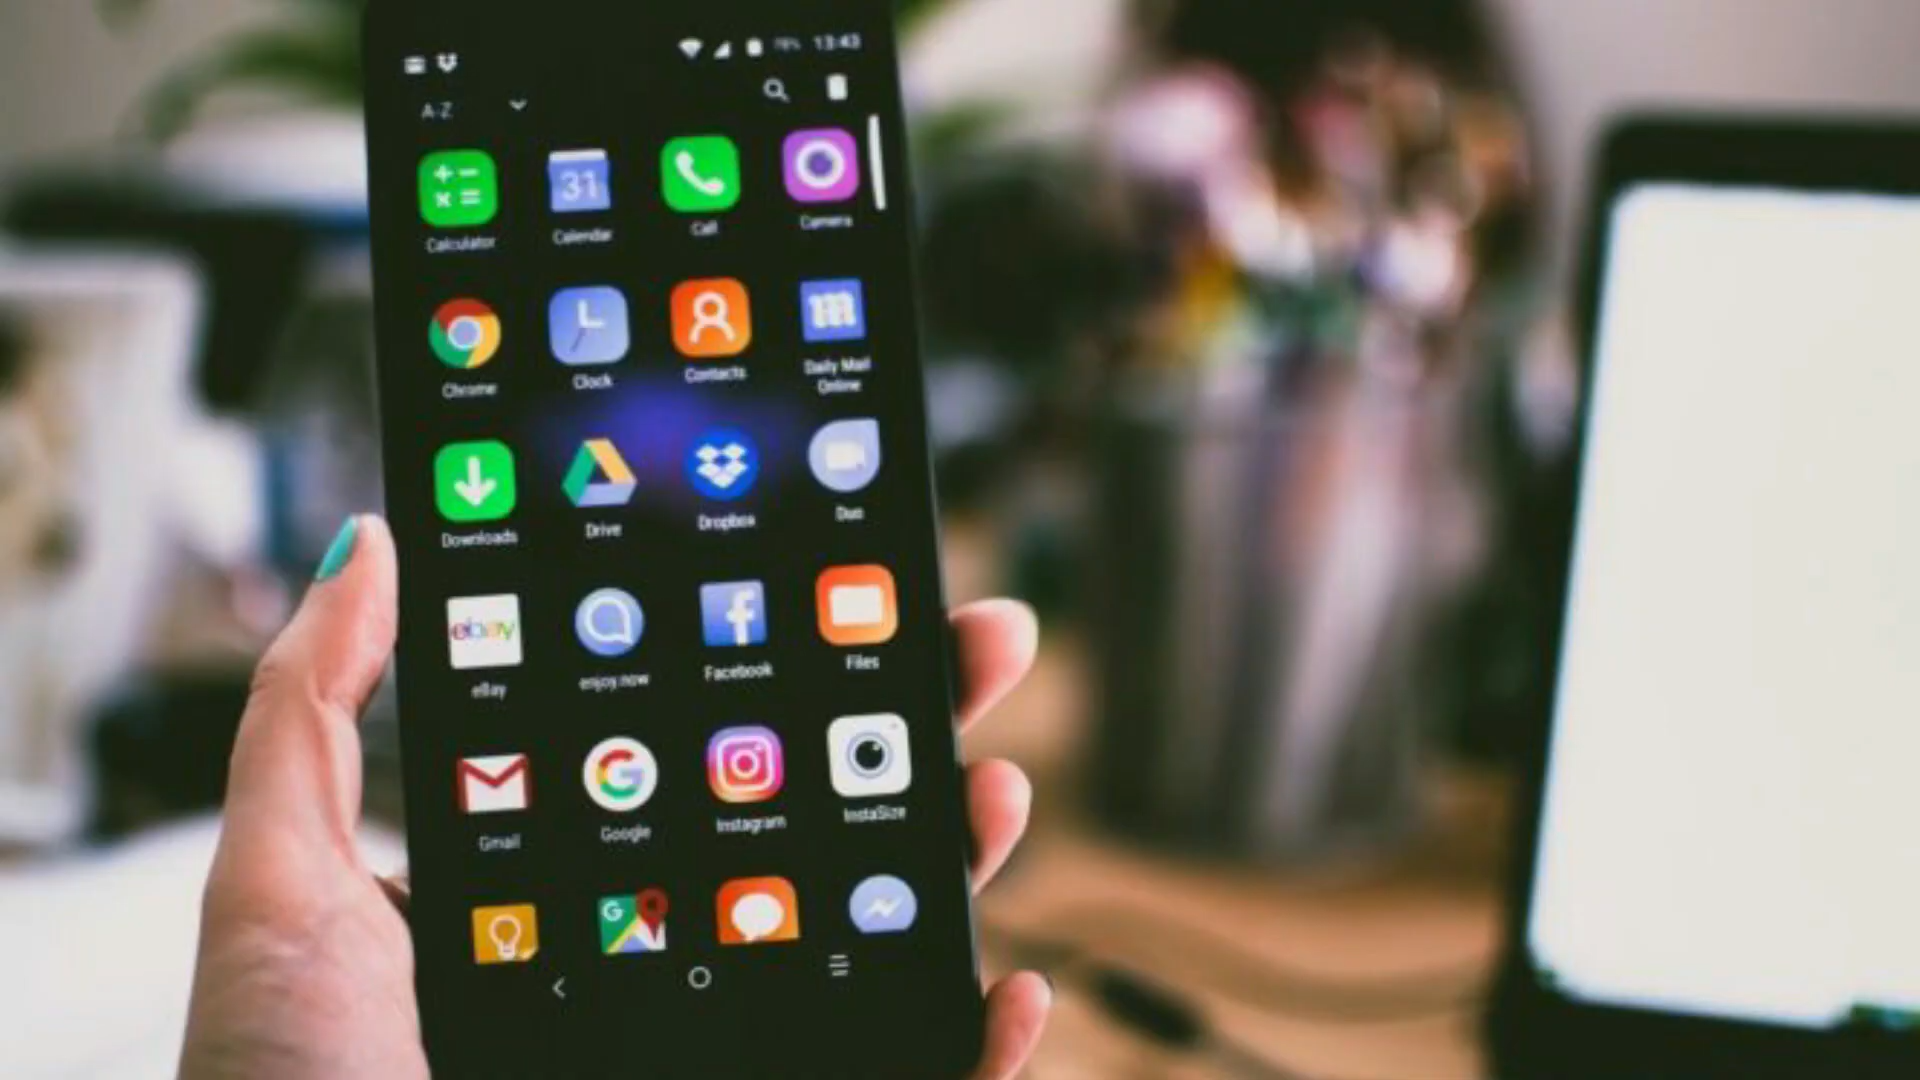 78% 13:43
A-Z
31
Calculator Calendar Call Camera
m
Chrome Clock Contacts Daily Mail
Online
Downloads Drive Dropbox Duo
ebay f
eBay enjoy.now Facebook Files
G
Gmail Google Instagram InstaSize
G